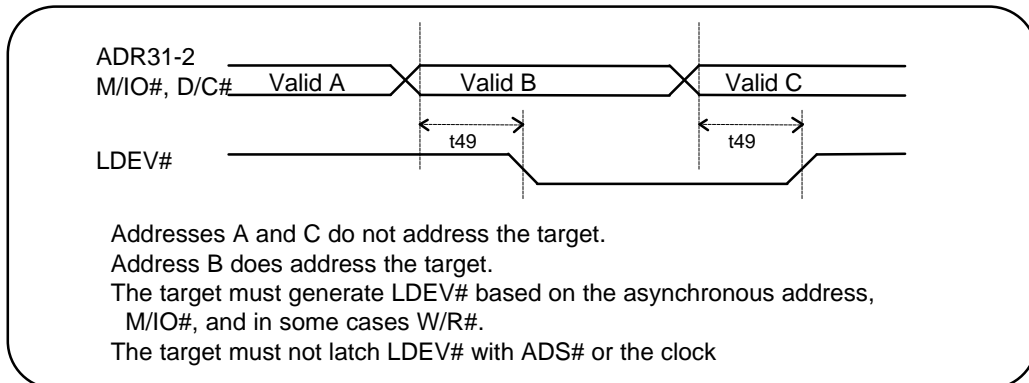 ADR31-2
M/IO#, D/C# Valid A Valid B Valid C
t49 t49
LDEV#
Addresses A and C do not address the target.
Address B does address the target.
The target must generate LDEV# based on the asynchronous address,
M/IO#, and in some cases W/R#.
The target must not latch LDEV# with ADS# or the clock